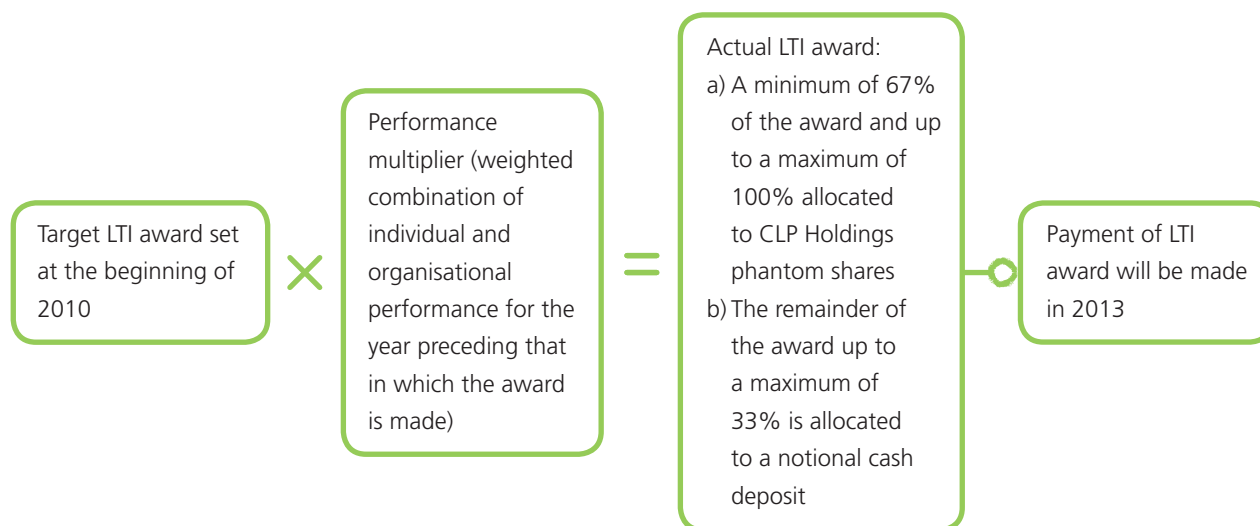 Target LTI award set
at the beginning of
2010
×
Performance
multiplier (weighted
combination of
individual and
organisational
performance for the
year preceding that
in which the award
is made)
=
Actual LTI award:
a) A minimum of 67%
of the award and up
to a maximum of
100% allocated
to CLP Holdings
phantom shares
b) The remainder of
the award up to
a maximum of
33% is allocated
to a notional cash
deposit
Payment of LTI
award will be made
in 2013